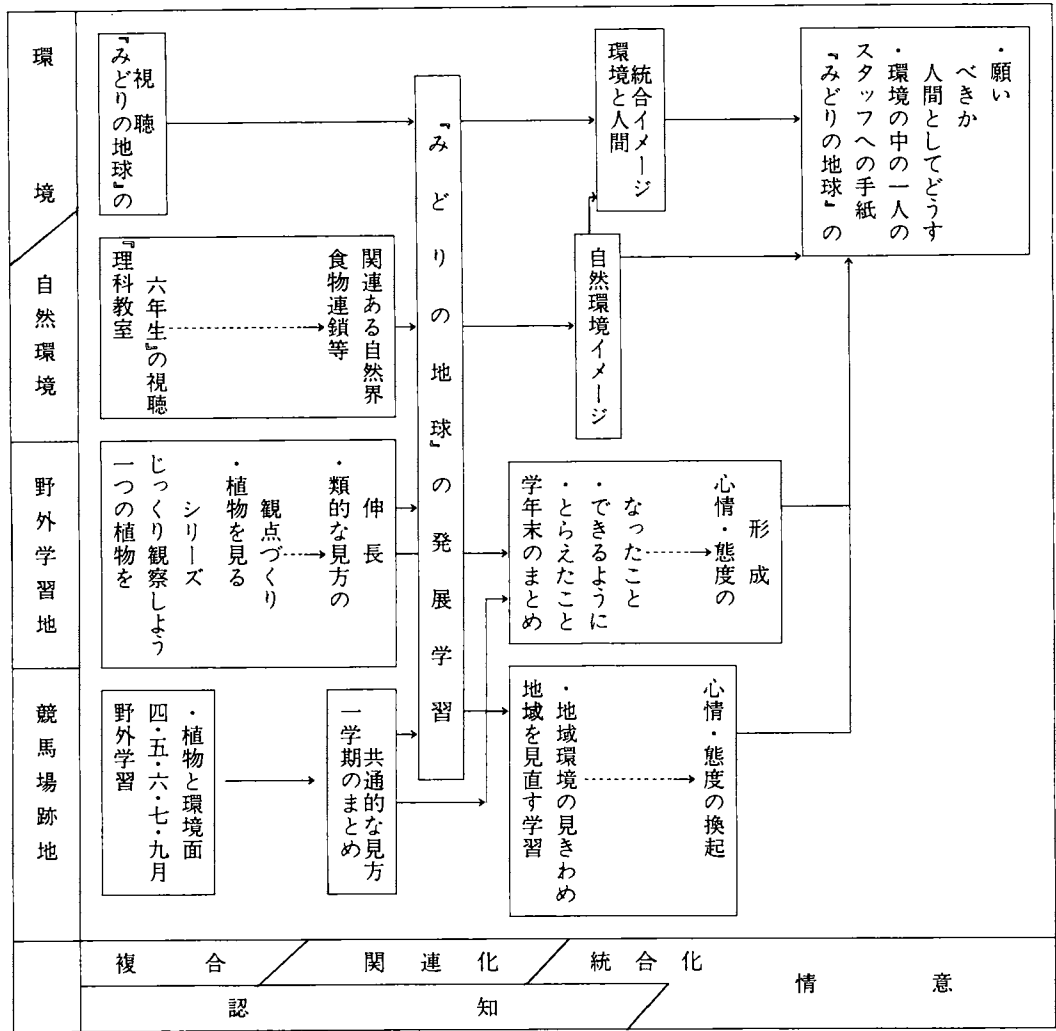 環境
『みどりの地球』の
視聴
『みどりの地球』の発展学習
環境と人間
統合イメージ
『みどりの地球』の
スタッフへの手紙
・環境の中の一人の
人間としてどうす
べきか
・願い
自然環境
『理科教室
六年生』の視聴
食物連鎖等
関連ある自然界
自然環境イメージ
野外学習地
一つの植物を
じっくり観察しよう
シリーズ
・植物を見る
観点づくり
・類的な見方の
伸長
学年末のまとめ
・とらえたこと
・できるように
なったこと
心情・態度の
形成
競馬場跡地
野外学習
四・五・六・七・九月
・植物と環境面
一学期のまとめ
共通的な見方
地域を見直す学習
・地域環境の見きわめ
心情・態度の換起
複合
関連化
統合化
情意
認知